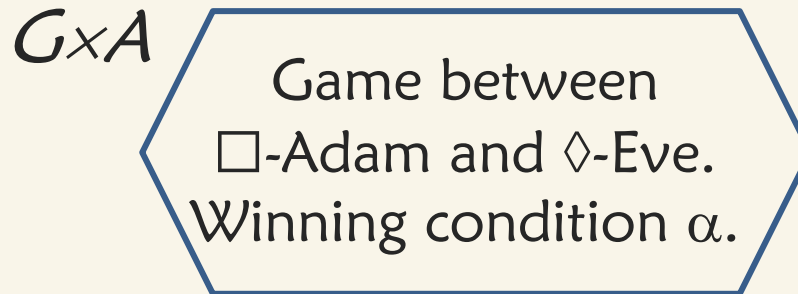 G×A
Game between
□-Adam and ◊-Eve.
Winning condition α.